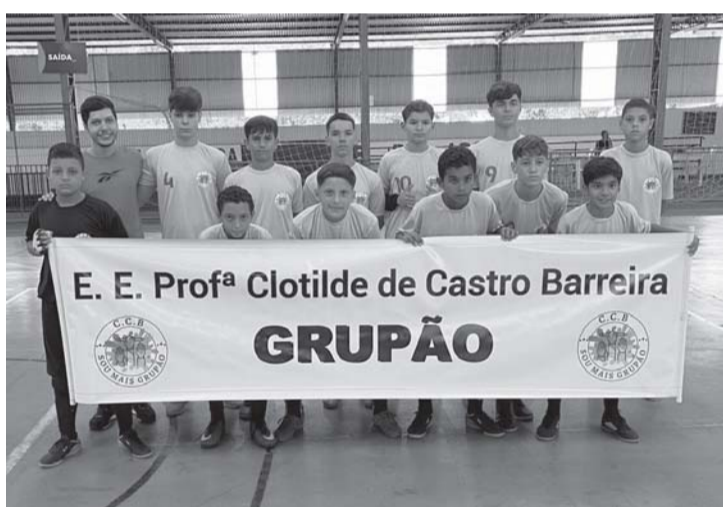 SAÍDA
4
10
9
E. E. Profª Clotilde de Castro Barreira
GRUPÃO
C.C.B
SOU MAIS GRUPÃO
C.C.B
SOU MAIS GRUPÃO